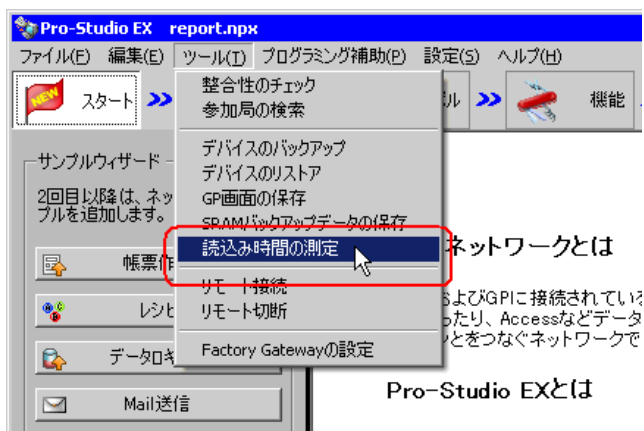 Pro-Studio EX report.npx
ファイル(F) 編集(E) ツール(T) プログラミング補助(P) 設定(S) ヘルプ(H)
NEW スタート 機能
整合性のチェック
参加局の検索
デバイスのバックアップ
デバイスのリストア
GP画面の保存
SRAMバックアップデータの保存
読込み時間の測定
リモート接続
リモート切断
Factory Gatewayの設定
サンプルウィザード
2回目以降は、ネッ
プルを追加します。
帳票作
レシピ
データロギ
Mail送信
ネットワークとは
よびGPIに接続されてい
たり、Accessなどデータ
とをつなぐネットワークで
Pro-Studio EXとは